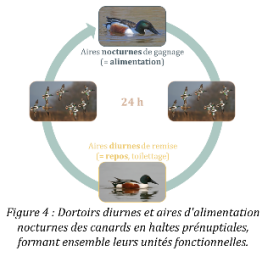 Aires nocturnes de gagnage
(= alimentation)
24 h
Aires diurnes de remise
(= repos, toilettage)
Figure 4 : Dortoirs diurnes et aires d'alimentation
nocturnes des canards en haltes prénuptiales,
formant ensemble leurs unités fonctionnelles.